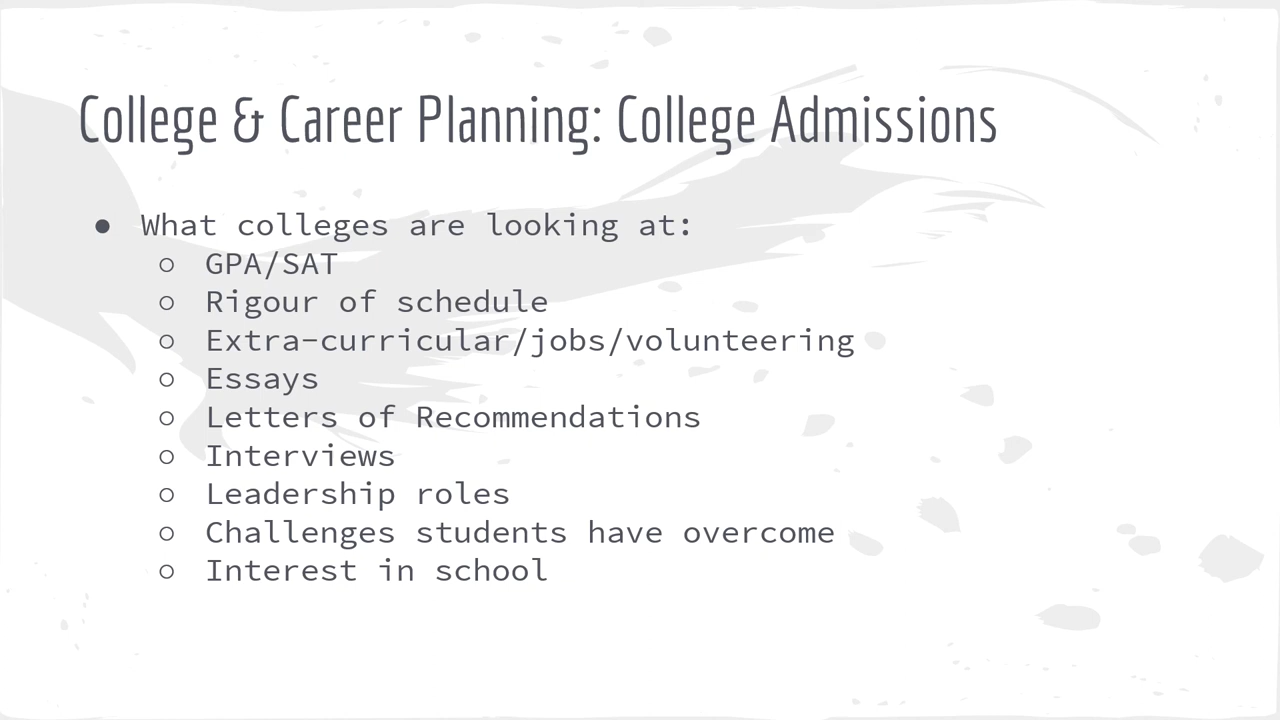 College & Career Planning: College Admissions
● What colleges are looking at:
○ GPA/SAT
○ Rigour of schedule
○ Extra-curricular/jobs/volunteering
○ Essays
○ Letters of Recommendations
○ Interviews
○ Leadership roles
○ Challenges students have overcome
○ Interest in school